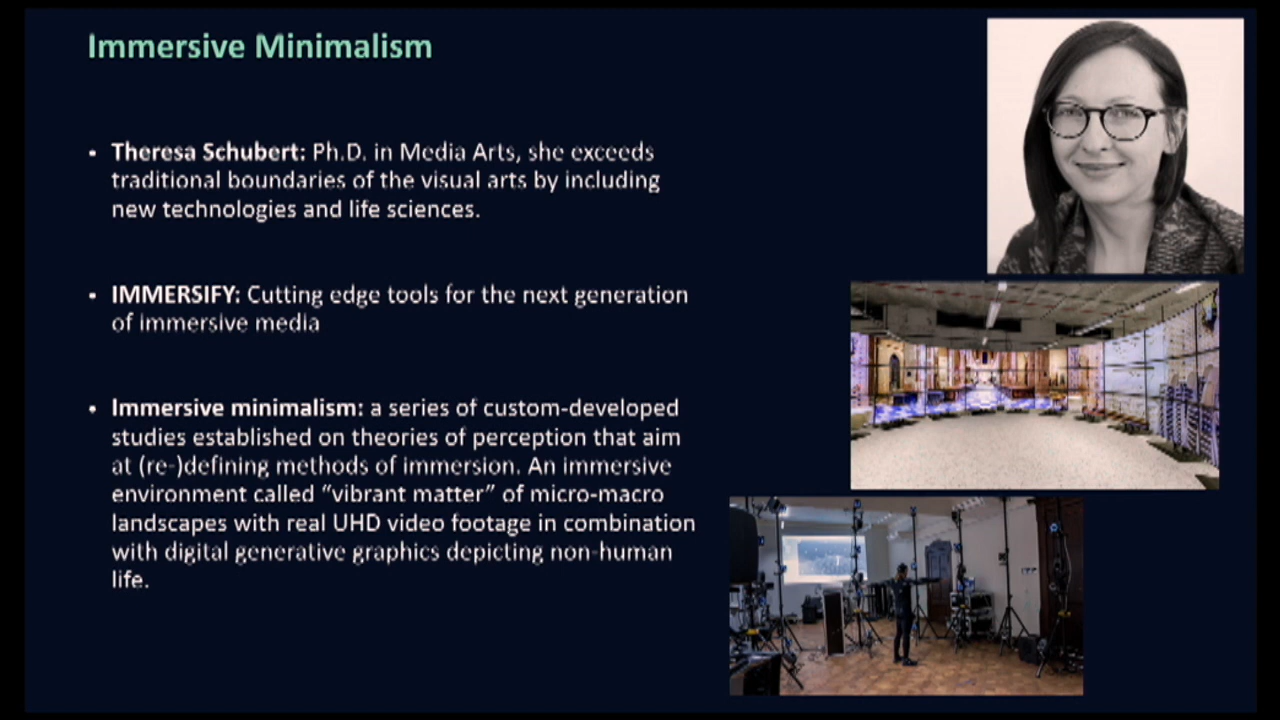 Immersive Minimalism
• Theresa Schubert: Ph.D. in Media Arts, she exceeds
traditional boundaries of the visual arts by including
new technologies and life sciences.
• IMMERSIFY: Cutting edge tools for the next generation
of immersive media
• Immersive minimalism: a series of custom-developed
studies established on theories of perception that aim
at (re-)defining methods of immersion. An immersive
environment called “vibrant matter” of micro-macro
landscapes with real UHD video footage in combination
with digital generative graphics depicting non-human
life.